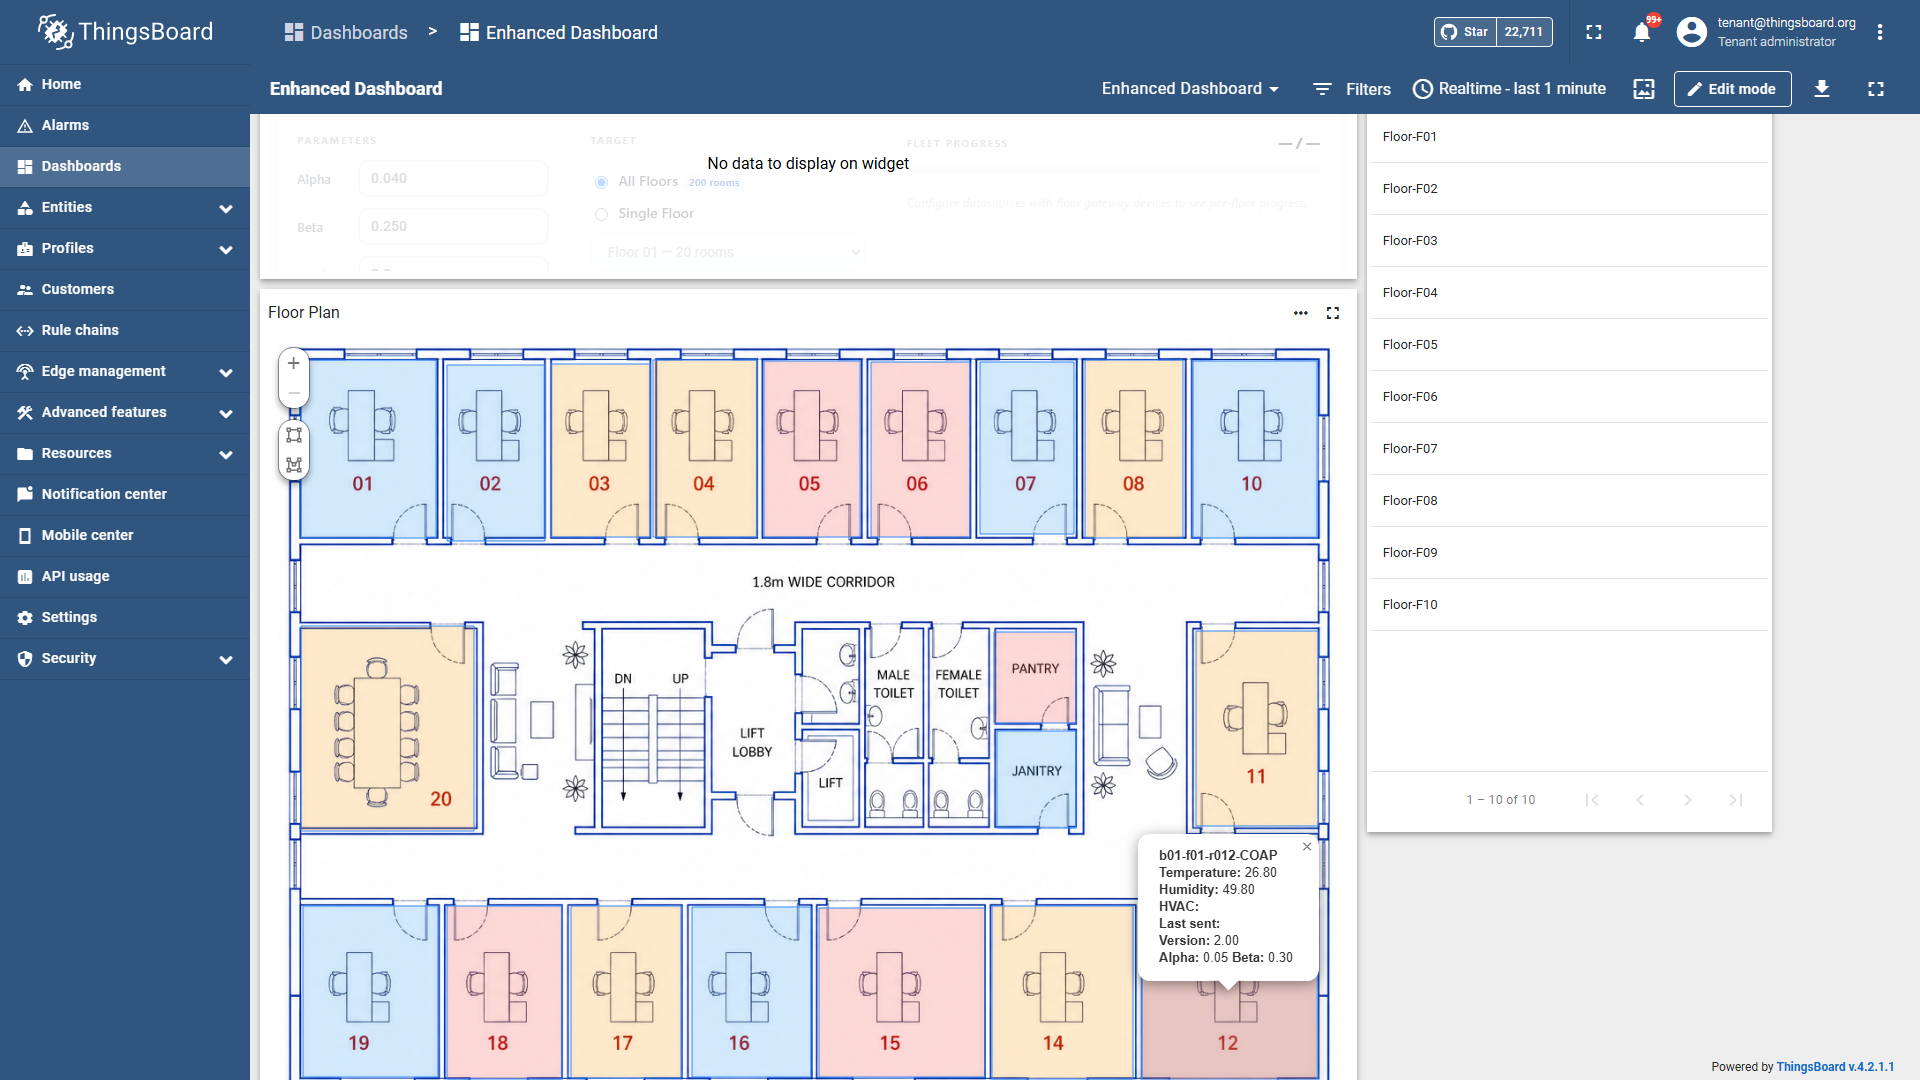 ThingsBoard
Dashboards > Enhanced Dashboard
Star 22,711
99+
tenant@thingsboard.org
Tenant administrator
Home
Alarms
Dashboards
Entities
Profiles
Customers
Rule chains
Edge management
Advanced features
Resources
Notification center
Mobile center
API usage
Settings
Security
Enhanced Dashboard
Enhanced Dashboard
Filters
Realtime - last 1 minute
Edit mode
PARAMETERS
Alpha 0.040
Beta 0.250
TARGET
All Floors 200 rooms
Single Floor
Floor 01 — 20 rooms
FLEET PROGRESS
—/—
Configure datasources with floor gateway devices to see per-floor progress.
No data to display on widget
Floor Plan
01
02
03
04
05
06
07
08
10
1.8m WIDE CORRIDOR
20
DN
UP
LIFT
LOBBY
LIFT
MALE
TOILET
FEMALE
TOILET
PANTRY
JANITRY
11
b01-f01-r012-COAP
Temperature: 26.80
Humidity: 49.80
HVAC:
Last sent:
Version: 2.00
Alpha: 0.05 Beta: 0.30
19
18
17
16
15
14
12
Floor-F01
Floor-F02
Floor-F03
Floor-F04
Floor-F05
Floor-F06
Floor-F07
Floor-F08
Floor-F09
Floor-F10
1 – 10 of 10
Powered by ThingsBoard v.4.2.1.1